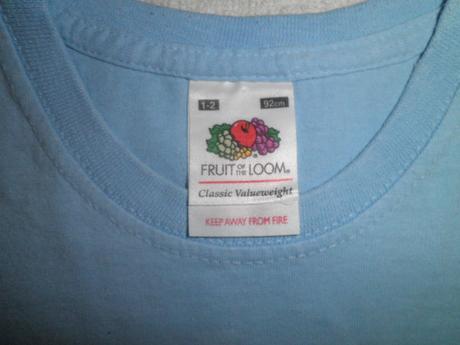 1-2 92cm
FRUIT OF THE LOOM®
Classic Valueweight
KEEP AWAY FROM FIRE